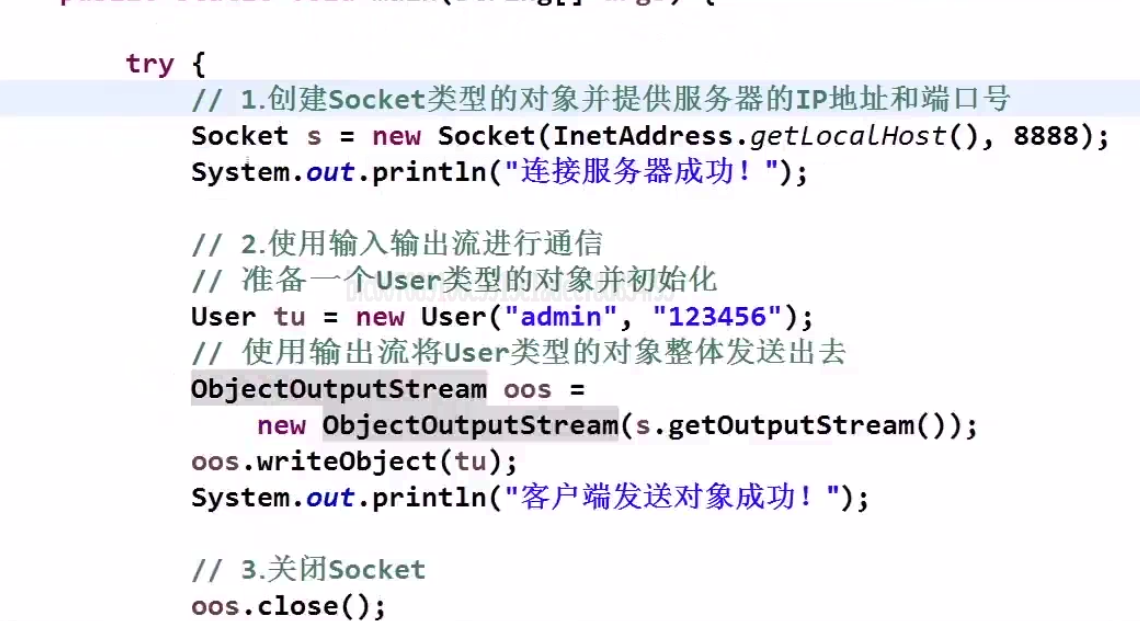 public static void main(String[] args) {
try {
// 1.创建Socket类型的对象并提供服务器的IP地址和端口号
Socket s = new Socket(InetAddress.getLocalHost(), 8888);
System.out.println("连接服务器成功！");
// 2.使用输入输出流进行通信
// 准备一个User类型的对象并初始化
User tu = new User("admin", "123456");
// 使用输出流将User类型的对象整体发送出去
ObjectOutputStream oos =
new ObjectOutputStream(s.getOutputStream());
oos.writeObject(tu);
System.out.println("客户端发送对象成功！");
// 3.关闭Socket
oos.close();